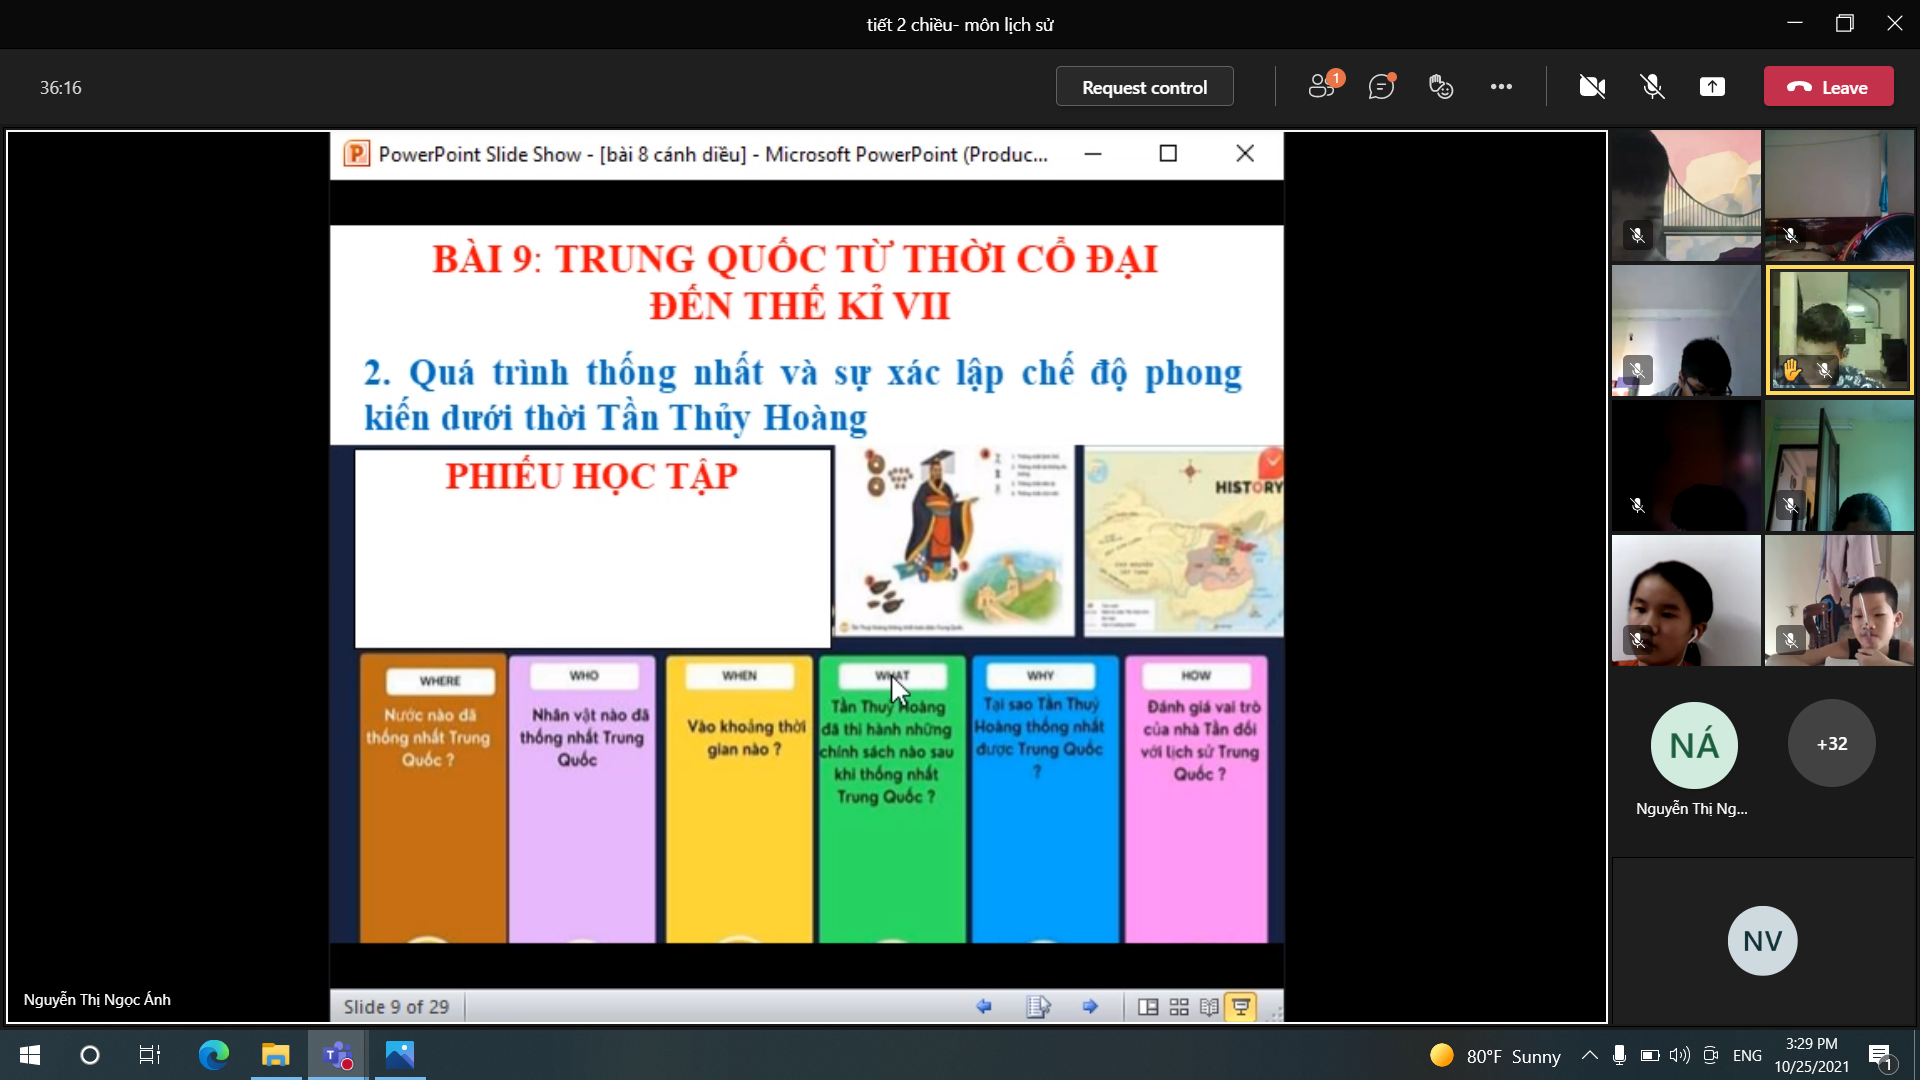 tiết 2 chiều- môn lịch sử
36:16
Request control
1
Leave
PowerPoint Slide Show - [bài 8 cánh diều] - Microsoft PowerPoint (Produc...
BÀI 9: TRUNG QUỐC TỪ THỜI CỔ ĐẠI
ĐẾN THẾ KỈ VII
2. Quá trình thống nhất và sự xác lập chế độ phong
kiến dưới thời Tần Thủy Hoàng
PHIẾU HỌC TẬP
HISTORY
WHERE
Nước nào đã
thống nhất Trung
Quốc ?
WHO
Nhân vật nào đã
thống nhất Trung
Quốc
WHEN
Vào khoảng thời
gian nào ?
WHAT
Tần Thuỷ Hoàng
đã thi hành những
chính sách nào sau
khi thống nhất
Trung Quốc ?
WHY
Tại sao Tần Thuỷ
Hoàng thống nhất
được Trung Quốc
?
HOW
Đánh giá vai trò
của nhà Tần đối
với lịch sử Trung
Quốc ?
Slide 9 of 29
Nguyễn Thị Ngọc Ánh
NÁ
Nguyễn Thị Ng...
+32
NV
80°F Sunny
ENG
3:29 PM
10/25/2021
1